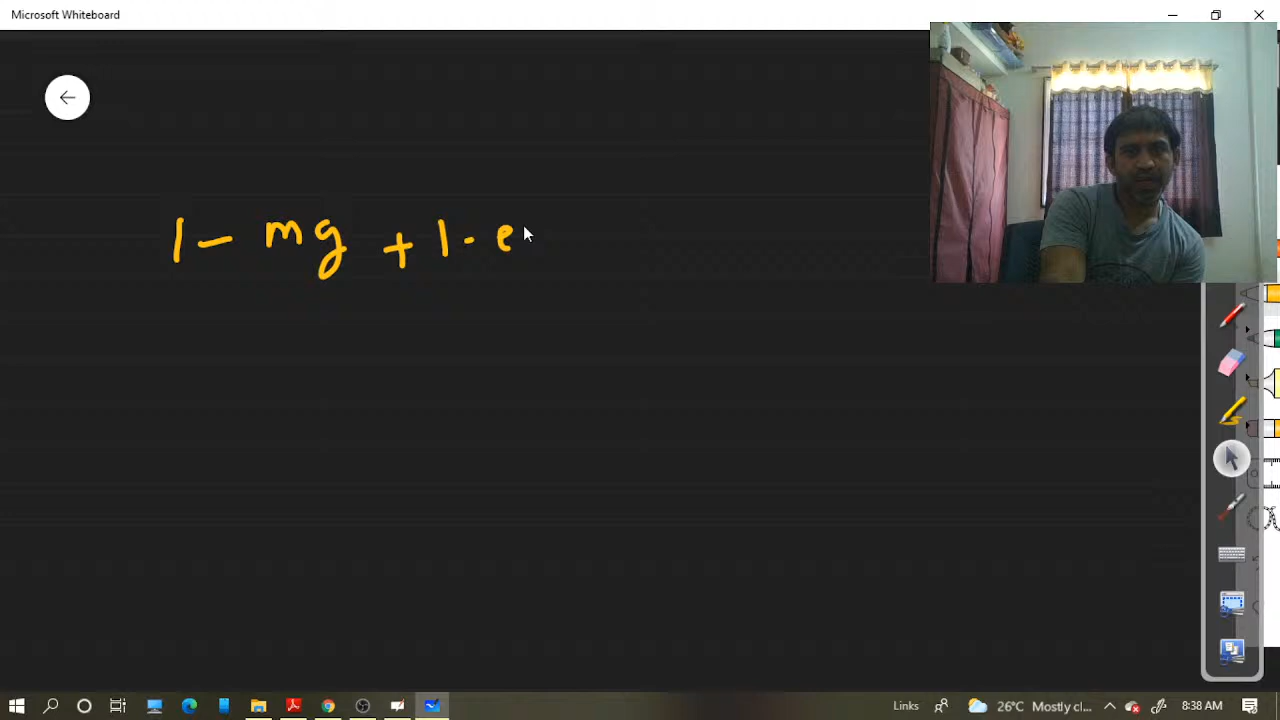 Microsoft Whiteboard
1 - mg + 1 - e
Links
26°C Mostly cl...
8:38 AM